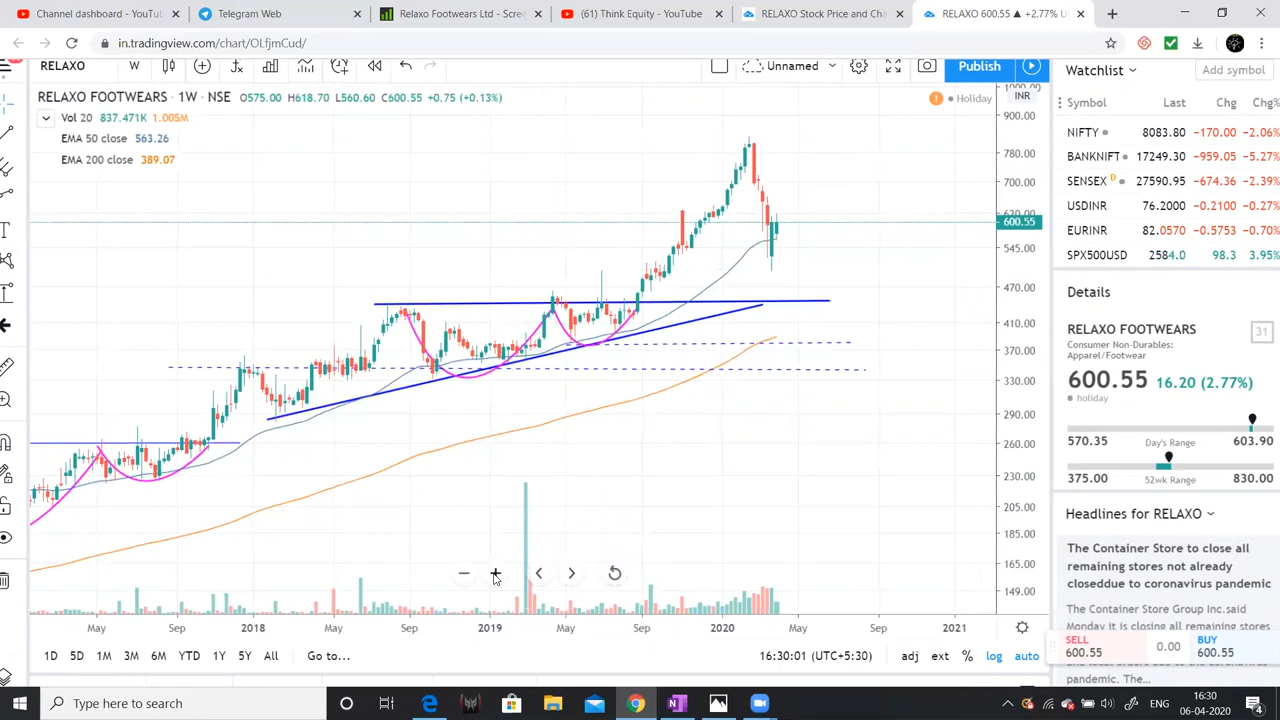 (61) Think Equity - YouTube
Telegram Web
Relaxo Footwears Ltd - Scree
(61) Think Equity - YouTube
RELAXO Stock Price and Cha
RELAXO 600.55 ▲ +2.77% U
in.tradingview.com/chart/OLfjmCud/
RELAXO W Unnamed Publish
RELAXO FOOTWEARS · 1W · NSE O575.00 H618.70 L560.60 C600.55 +0.75 (+0.13%)
Vol 20 837.471K 1.005M
EMA 50 close 563.26
EMA 200 close 389.07
Holiday
INR
1000.00
900.00
780.00
700.00
620.00
600.55
545.00
470.00
410.00
370.00
330.00
290.00
260.00
230.00
205.00
185.00
165.00
149.00
May Sep 2018 May Sep 2019 May Sep 2020 May Sep 2021
1D 5D 1M 3M 6M YTD 1Y 5Y All Go to...
16:30:01 (UTC+5:30) adj ext % log auto
Watchlist Add symbol
Symbol Last Chg Chg%
NIFTY 8083.80 −170.00 −2.06%
BANKNIFT 17249.30 −959.05 −5.27%
SENSEX D 27590.95 −674.36 −2.39%
USDINR 76.2000 −0.2100 −0.27%
EURINR 82.0570 −0.5753 −0.70%
SPX500USD 2584.0 98.3 3.95%
Details
RELAXO FOOTWEARS
31
Consumer Non-Durables:
Apparel/Footwear
600.55 16.20 (2.77%)
holiday
570.35 Day's Range 603.90
375.00 52wk Range 830.00
Headlines for RELAXO
The Container Store to close all
remaining stores not already
closeddue to coronavirus pandemic
The Container Store Group Inc.said
Monday it is closing all remaining stores
SELL
600.55
0.00
BUY
600.55
pandemic. The...
Type here to search
ENG
16:30
06-04-2020
4